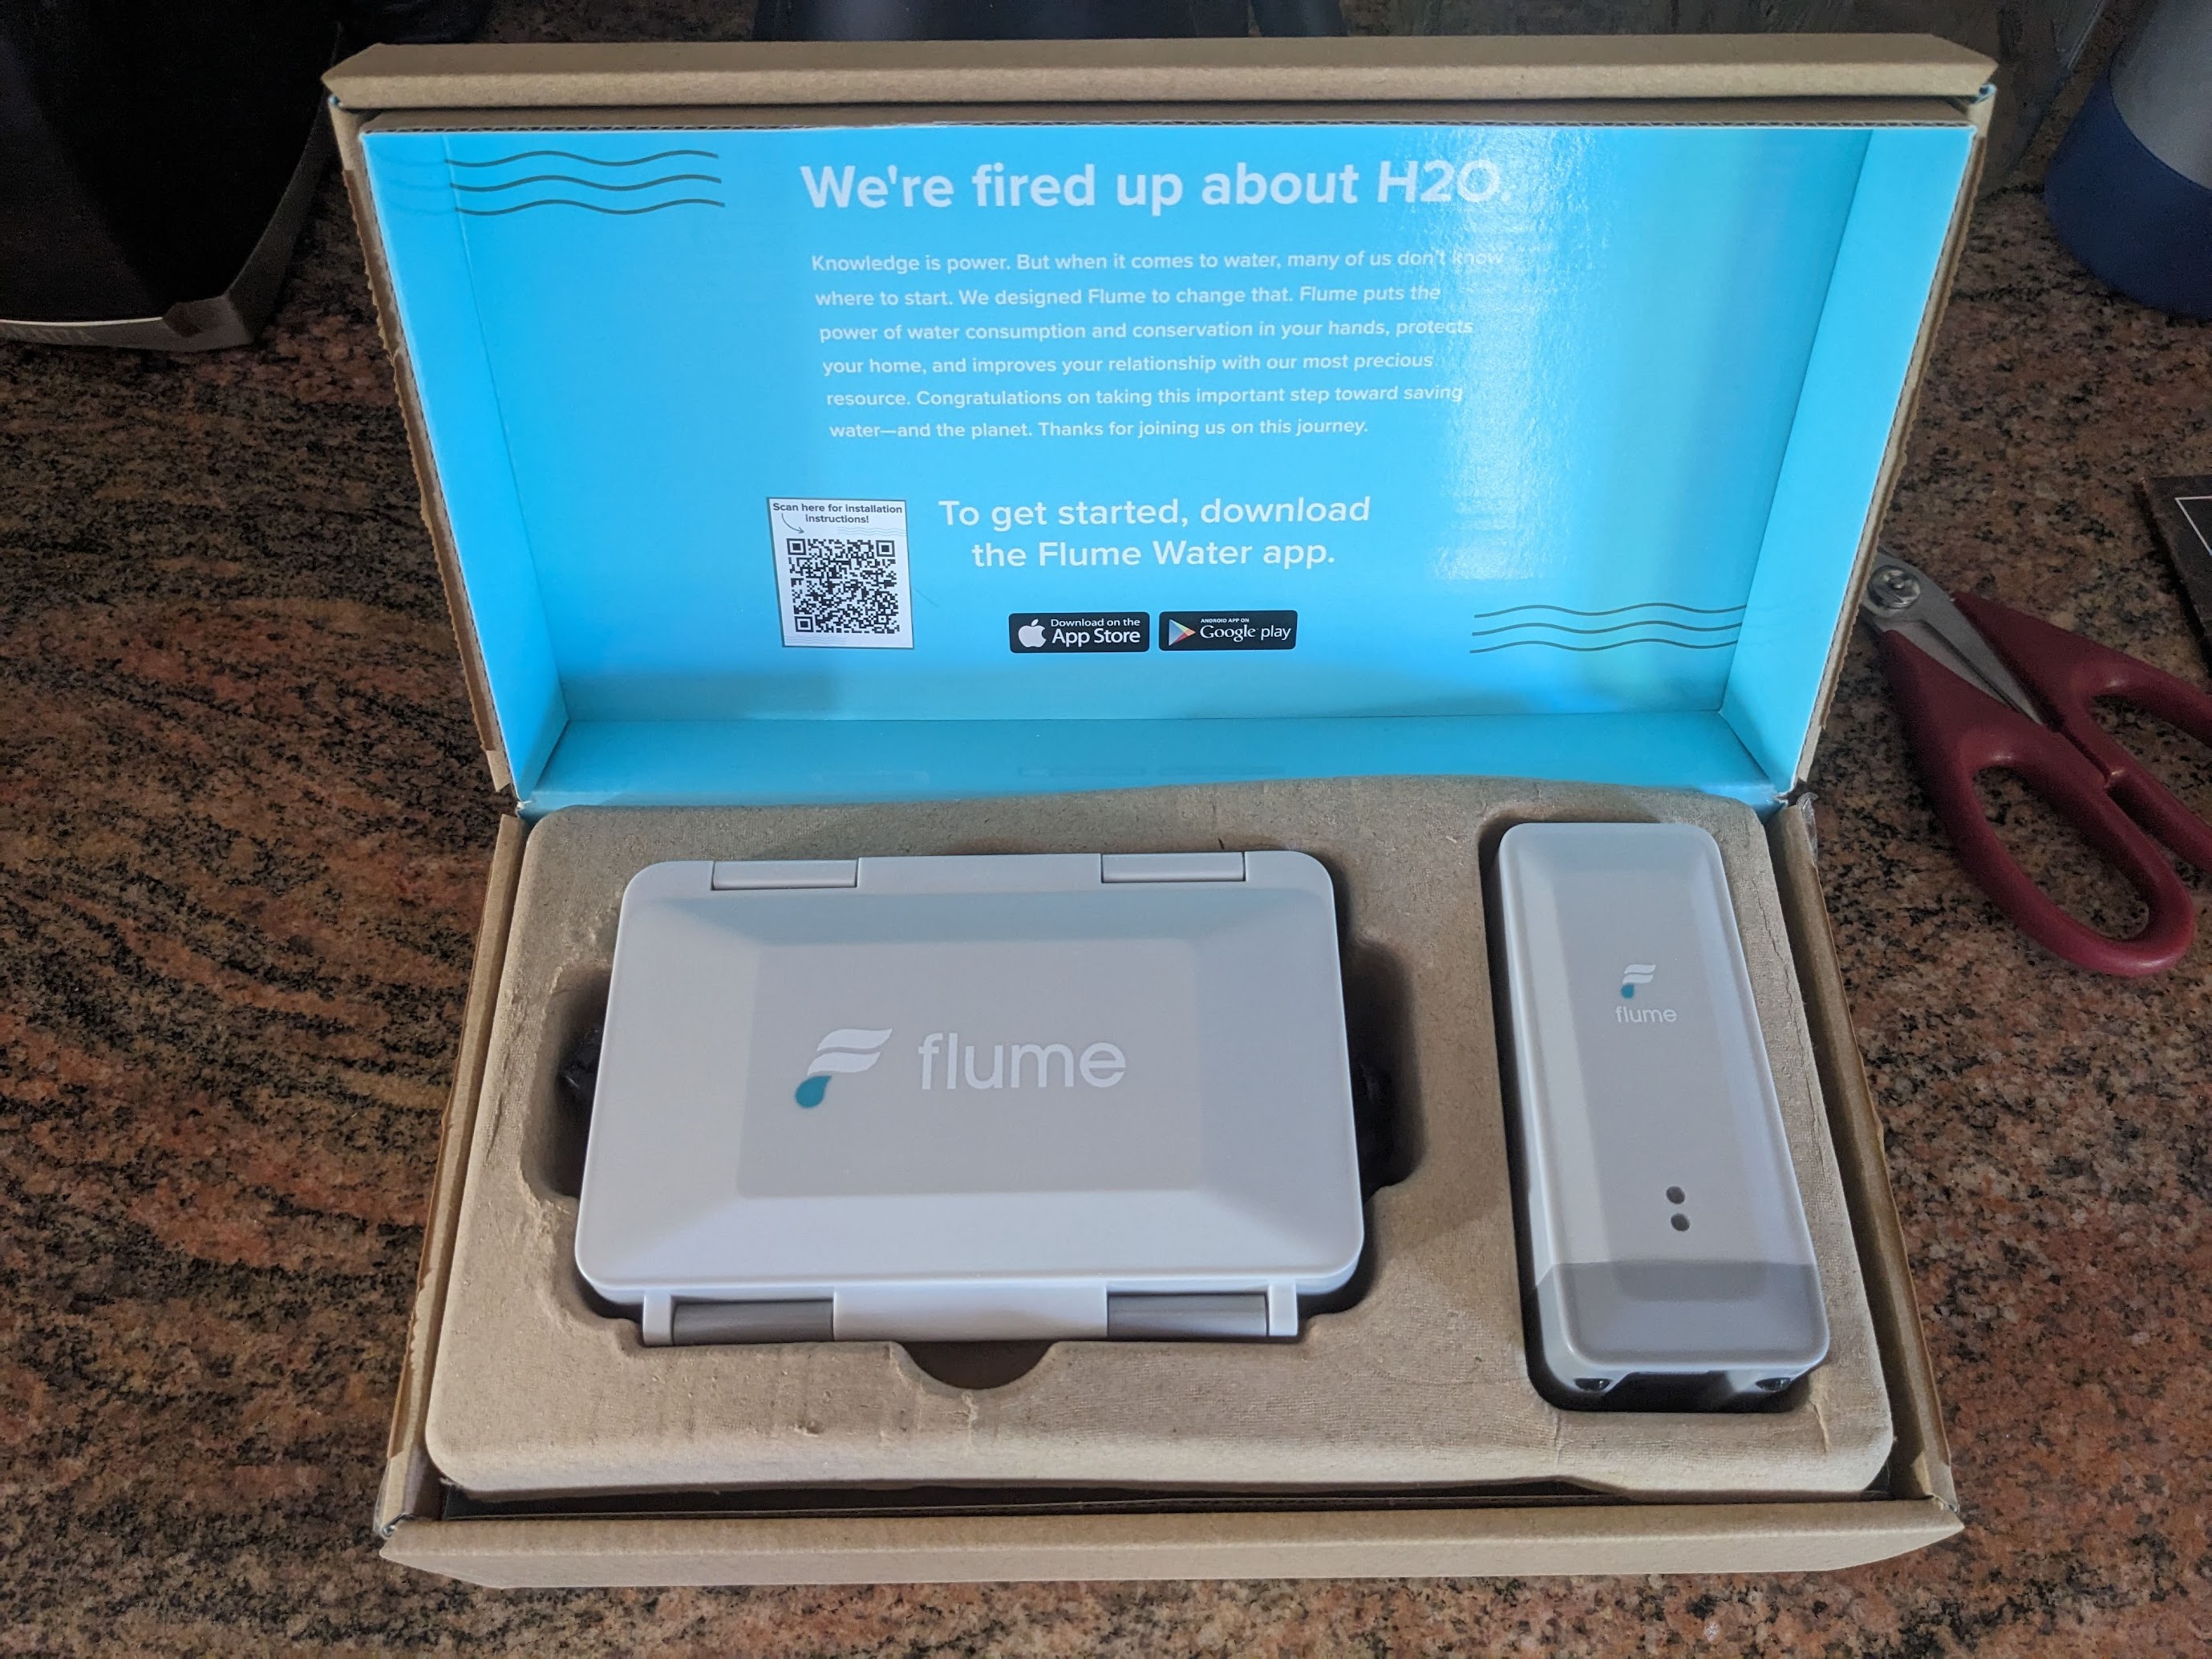 We're fired up about H2O.
Knowledge is power. But when it comes to water, many of us don't know
where to start. We designed Flume to change that. Flume puts the
power of water consumption and conservation in your hands, protects
your home, and improves your relationship with our most precious
resource. Congratulations on taking this important step toward saving
water—and the planet. Thanks for joining us on this journey.
Scan here for installation
instructions!
To get started, download
the Flume Water app.
Download on the
App Store
ANDROID APP ON
Google play
flume
flume